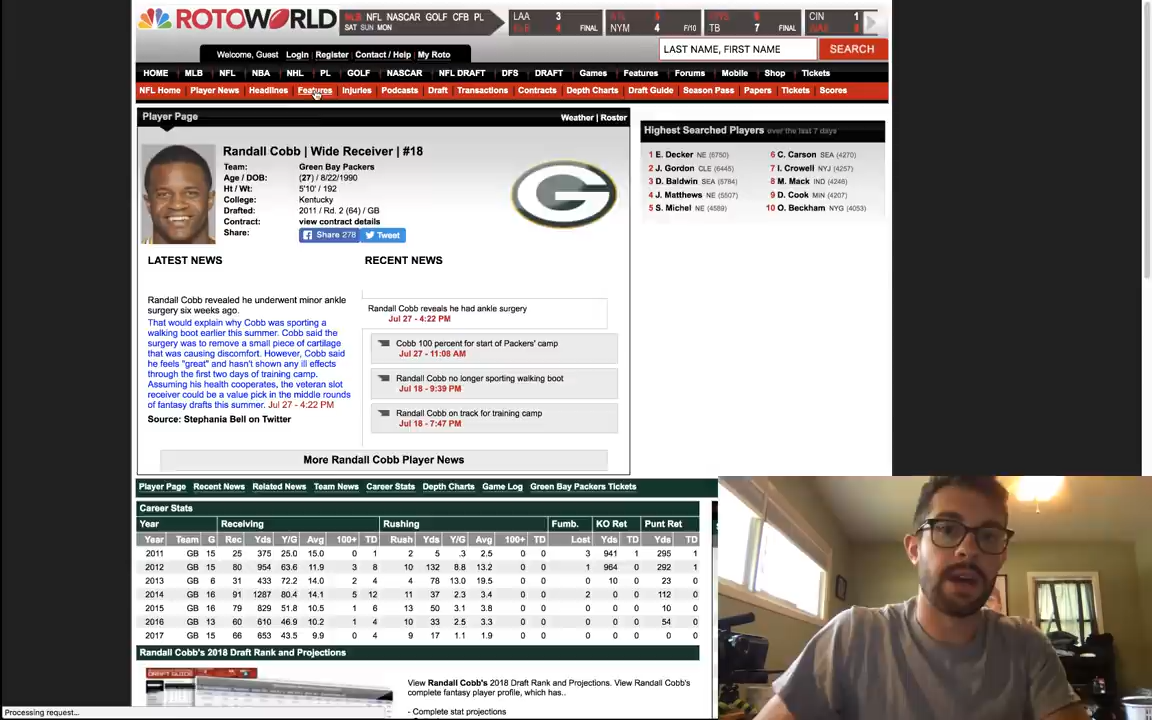 ROTOWORLD
MLB NFL NASCAR GOLF CFB PL
SAT SUN MON
LAA 3
FINAL
NYM 4 F/10
TB 7 FINAL
CIN 1
Welcome, Guest Login | Register | Contact / Help | My Roto
LAST NAME, FIRST NAME SEARCH
HOME | MLB | NFL | NBA | NHL | PL | GOLF | NASCAR | NFL DRAFT | DFS | DRAFT | Games | Features | Forums | Mobile | Shop | Tickets
NFL Home | Player News | Headlines | Features | Injuries | Podcasts | Draft | Transactions | Contracts | Depth Charts | Draft Guide | Season Pass | Papers | Tickets | Scores
Player Page Weather | Roster
Randall Cobb | Wide Receiver | #18
Team: Green Bay Packers
Age / DOB: (27) / 8/22/1990
Ht / Wt: 5'10' / 192
College: Kentucky
Drafted: 2011 / Rd. 2 (64) / GB
Contract: view contract details
Share: Share 278 Tweet
G
Highest Searched Players over the last 7 days
1 E. Decker NE (6750) 6 C. Carson SEA (4270)
2 J. Gordon CLE (6445) 7 I. Crowell NYJ (4257)
3 D. Baldwin SEA (5784) 8 M. Mack IND (4246)
4 J. Matthews NE (5507) 9 D. Cook MIN (4207)
5 S. Michel NE (4589) 10 O. Beckham NYG (4053)
LATEST NEWS
Randall Cobb revealed he underwent minor ankle
surgery six weeks ago.
That would explain why Cobb was sporting a
walking boot earlier this summer. Cobb said the
surgery was to remove a small piece of cartilage
that was causing discomfort. However, Cobb said
he feels "great" and hasn't shown any ill effects
through the first two days of training camp.
Assuming his health cooperates, the veteran slot
receiver could be a value pick in the middle rounds
of fantasy drafts this summer. Jul 27 - 4:22 PM
Source: Stephania Bell on Twitter
RECENT NEWS
Randall Cobb reveals he had ankle surgery
Jul 27 - 4:22 PM
Cobb 100 percent for start of Packers' camp
Jul 27 - 11:08 AM
Randall Cobb no longer sporting walking boot
Jul 18 - 9:39 PM
Randall Cobb on track for training camp
Jul 18 - 7:47 PM
More Randall Cobb Player News
Player Page | Recent News | Related News | Team News | Career Stats | Depth Charts | Game Log | Green Bay Packers Tickets
Career Stats
Year Receiving Rushing Fumb. KO Ret Punt Ret
Year Team G Rec Yds Y/G Avg 100+ TD Rush Yds Y/G Avg 100+ TD Lost Yds TD Yds TD
2011 GB 15 25 375 25.0 15.0 0 1 2 5 .3 2.5 0 0 3 941 1 295 1
2012 GB 15 80 954 63.6 11.9 3 8 10 132 8.8 13.2 0 0 1 964 0 292 1
2013 GB 6 31 433 72.2 14.0 2 4 4 78 13.0 19.5 0 0 0 10 0 23 0
2014 GB 16 91 1287 80.4 14.1 5 12 11 37 2.3 3.4 0 0 2 0 0 112 0
2015 GB 16 79 829 51.8 10.5 1 6 13 50 3.1 3.8 0 0 0 0 0 10 0
2016 GB 13 60 610 46.9 10.2 1 4 10 33 2.5 3.3 0 0 0 0 0 54 0
2017 GB 15 66 653 43.5 9.9 0 4 9 17 1.1 1.9 0 0 0 0 0 0 0
Randall Cobb's 2018 Draft Rank and Projections
DRAFT GUIDE
View Randall Cobb's 2018 Draft Rank and Projections. View Randall Cobb's
complete fantasy player profile, which has..
- Complete stat projections
Processing request...